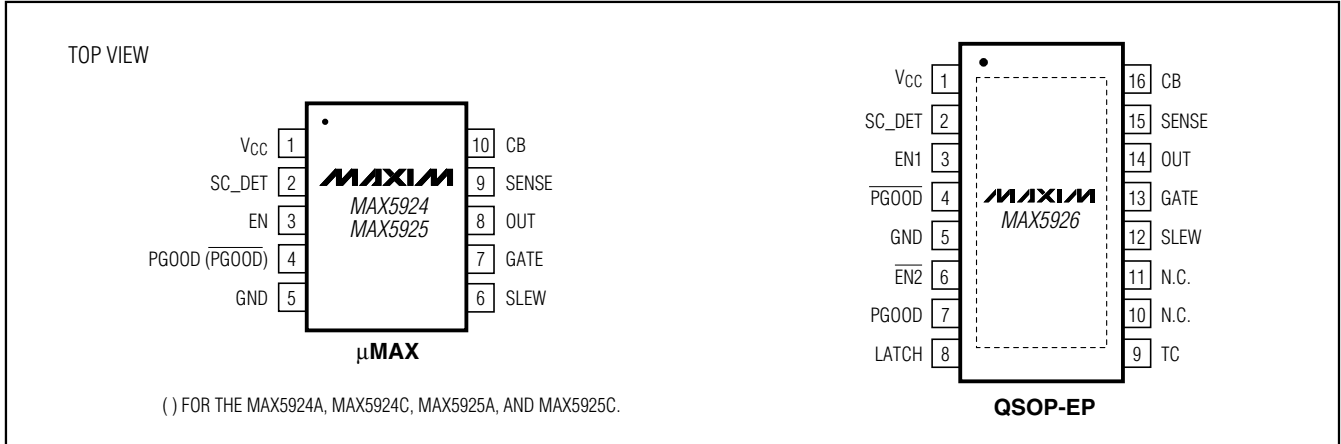 TOP VIEW
VCC 1
SC_DET 2
EN 3
PGOOD (PGOOD) 4
GND 5
MAXIM
MAX5924
MAX5925
10 CB
9 SENSE
8 OUT
7 GATE
6 SLEW
µMAX
( ) FOR THE MAX5924A, MAX5924C, MAX5925A, AND MAX5925C.
VCC 1
SC_DET 2
EN1 3
PGOOD 4
GND 5
EN2 6
PGOOD 7
LATCH 8
MAXIM
MAX5926
16 CB
15 SENSE
14 OUT
13 GATE
12 SLEW
11 N.C.
10 N.C.
9 TC
QSOP-EP